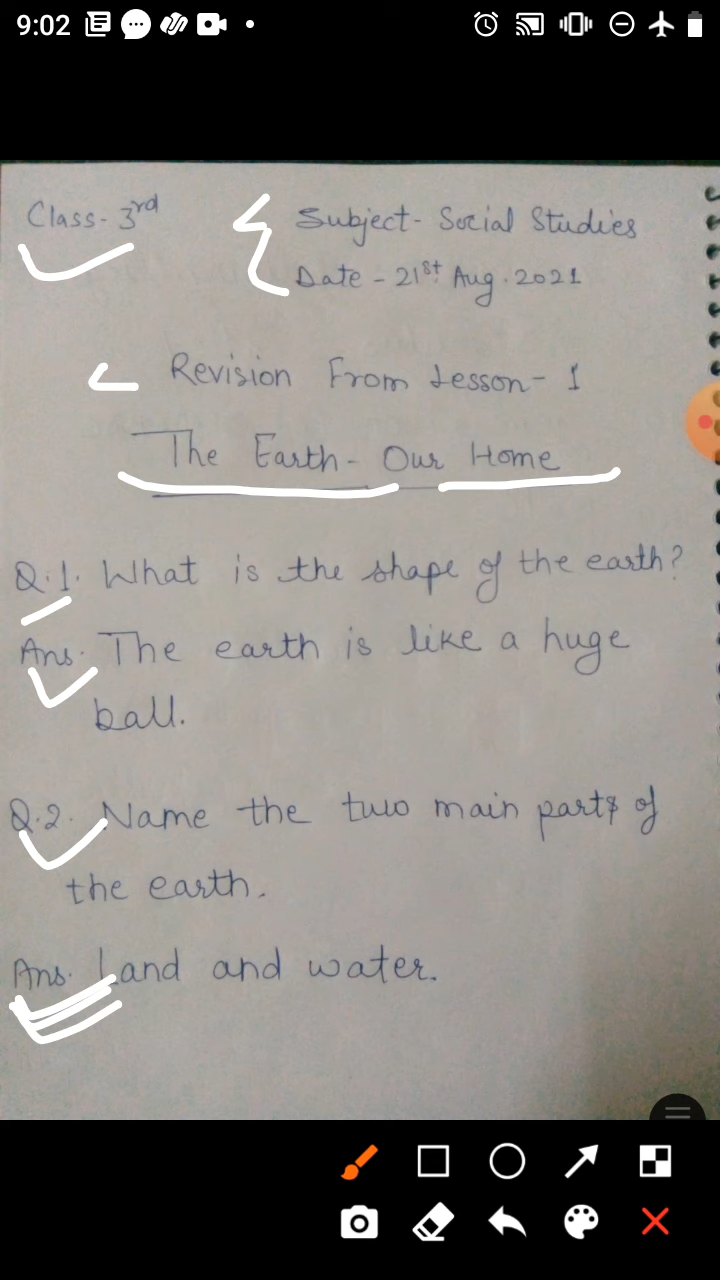 9:02
Class- 3rd
Subject- Social Studies
Date - 21st Aug. 2021
Revision From Lesson- 1
The Earth- Our Home
Q.1. What is the shape of the earth?
Ans. The earth is like a huge
ball.
Q.2. Name the two main parts of
the earth.
Ans. Land and water.